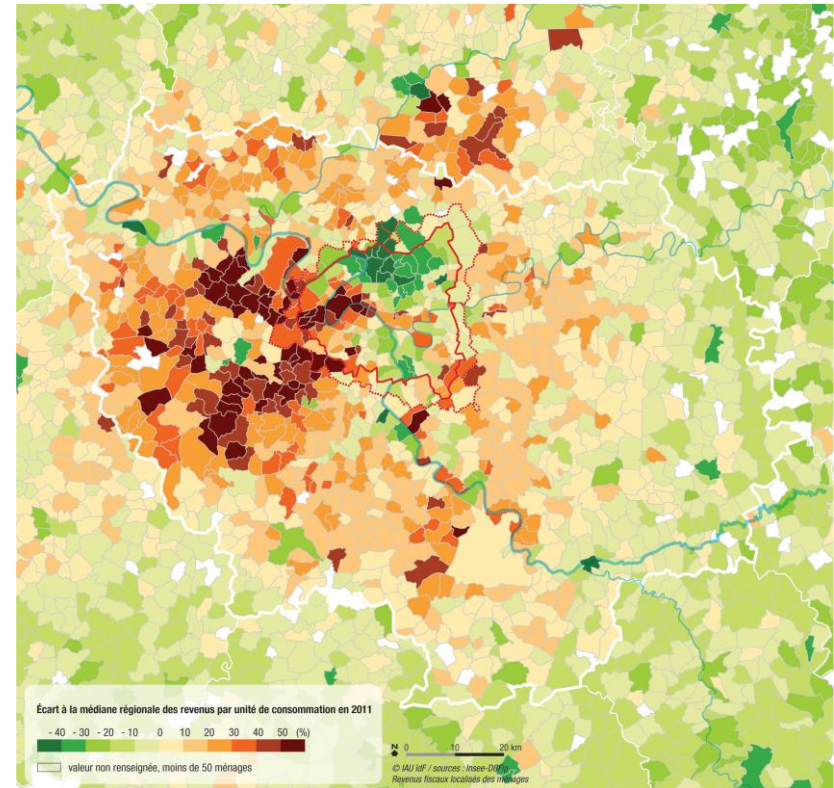 Écart à la médiane régionale des revenus par unité de consommation en 2011
- 40 - 30 - 20 - 10 0 10 20 30 40 50 (%)
valeur non renseignée, moins de 50 ménages
N 0 10 20 km
© IAU îdF / sources : Insee-DGFip
Revenus fiscaux localisés des ménages